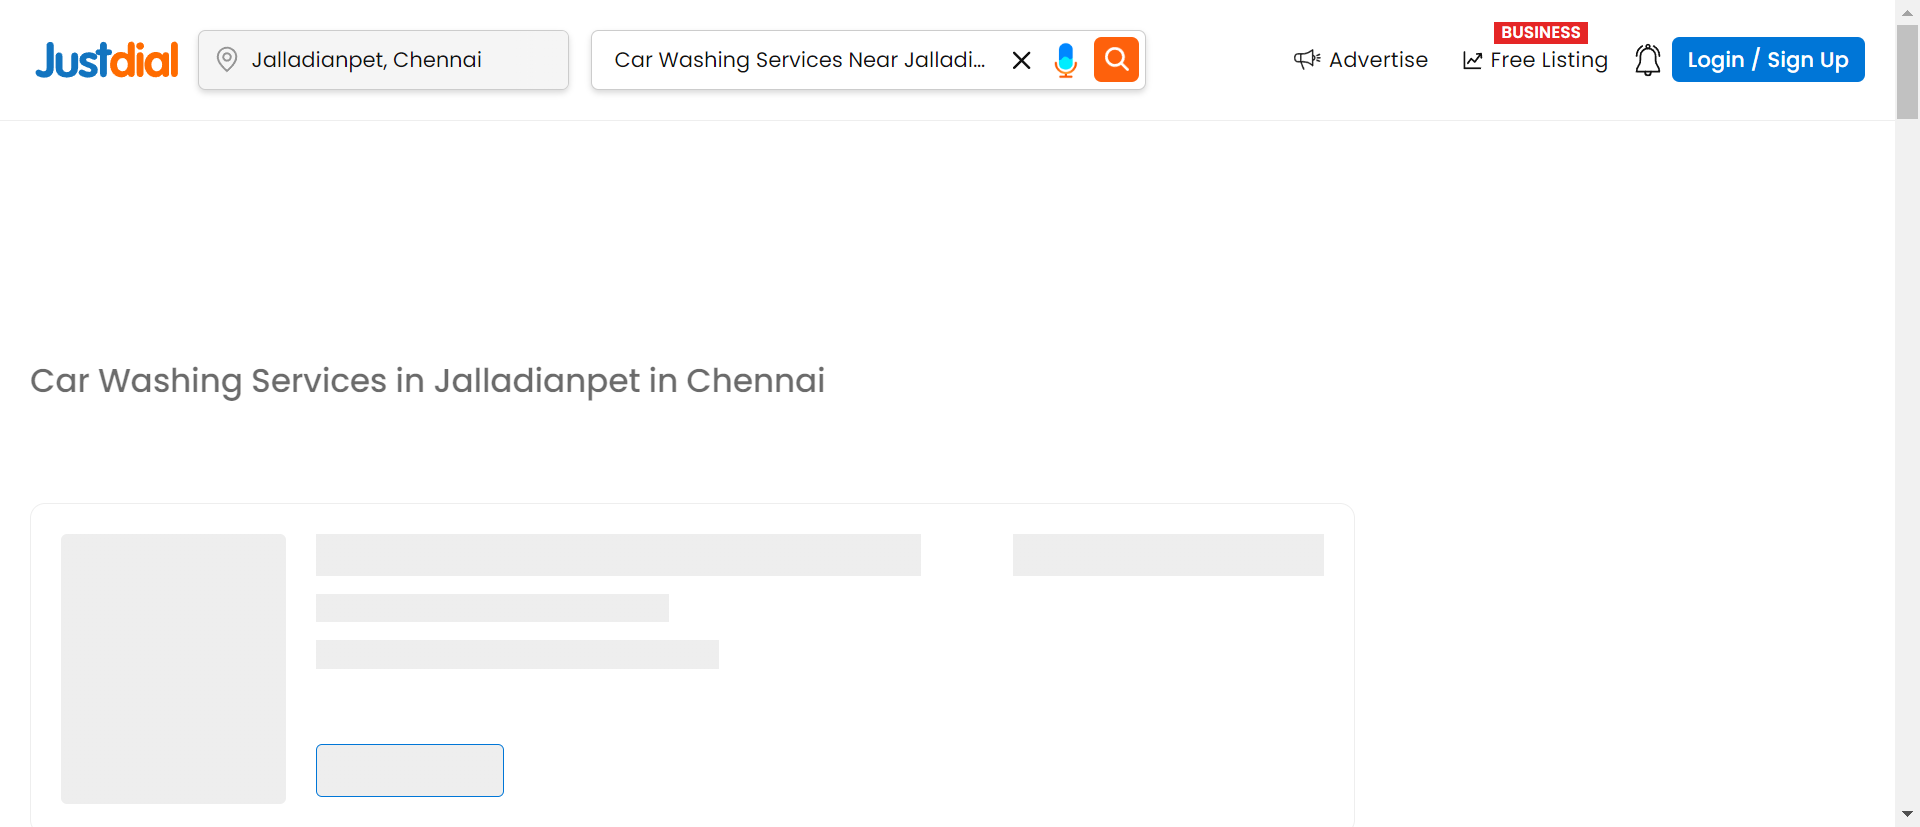 Justdial
Jalladianpet, Chennai
Car Washing Services Near Jalladi...
Advertise
BUSINESS
Free Listing
Login / Sign Up
Car Washing Services in Jalladianpet in Chennai